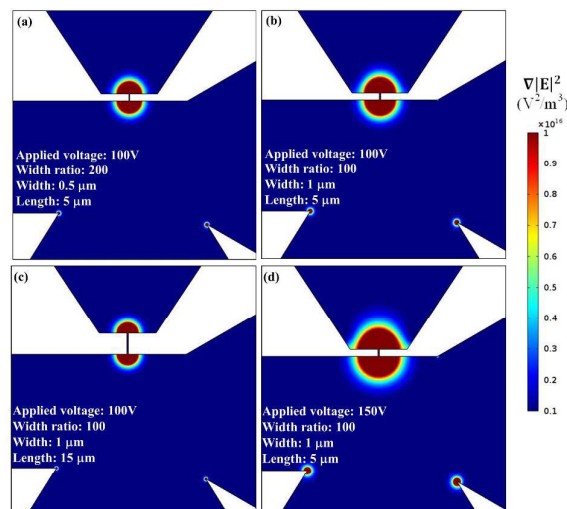 (a)
Applied voltage: 100V
Width ratio: 200
Width: 0.5 μm
Length: 5 μm
(b)
Applied voltage: 100V
Width ratio: 100
Width: 1 μm
Length: 5 μm
(c)
Applied voltage: 100V
Width ratio: 100
Width: 1 μm
Length: 15 μm
(d)
Applied voltage: 150V
Width ratio: 100
Width: 1 μm
Length: 5 μm
∇|E|²
(V²/m³)
×10¹⁶
1
0.9
0.8
0.7
0.6
0.5
0.4
0.3
0.2
0.1